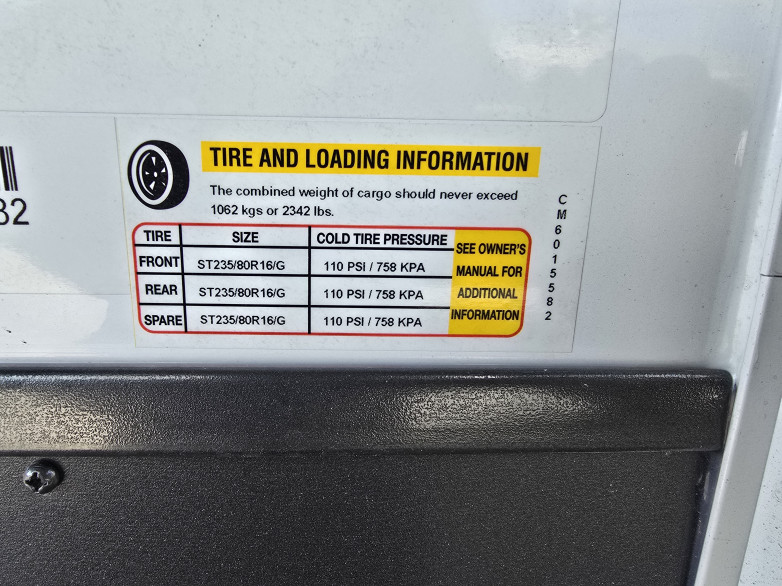 32
TIRE AND LOADING INFORMATION
The combined weight of cargo should never exceed
1062 kgs or 2342 lbs.
TIRE SIZE COLD TIRE PRESSURE
FRONT ST235/80R16/G 110 PSI / 758 KPA
REAR ST235/80R16/G 110 PSI / 758 KPA
SPARE ST235/80R16/G 110 PSI / 758 KPA
SEE OWNER'S
MANUAL FOR
ADDITIONAL
INFORMATION
CM6015582